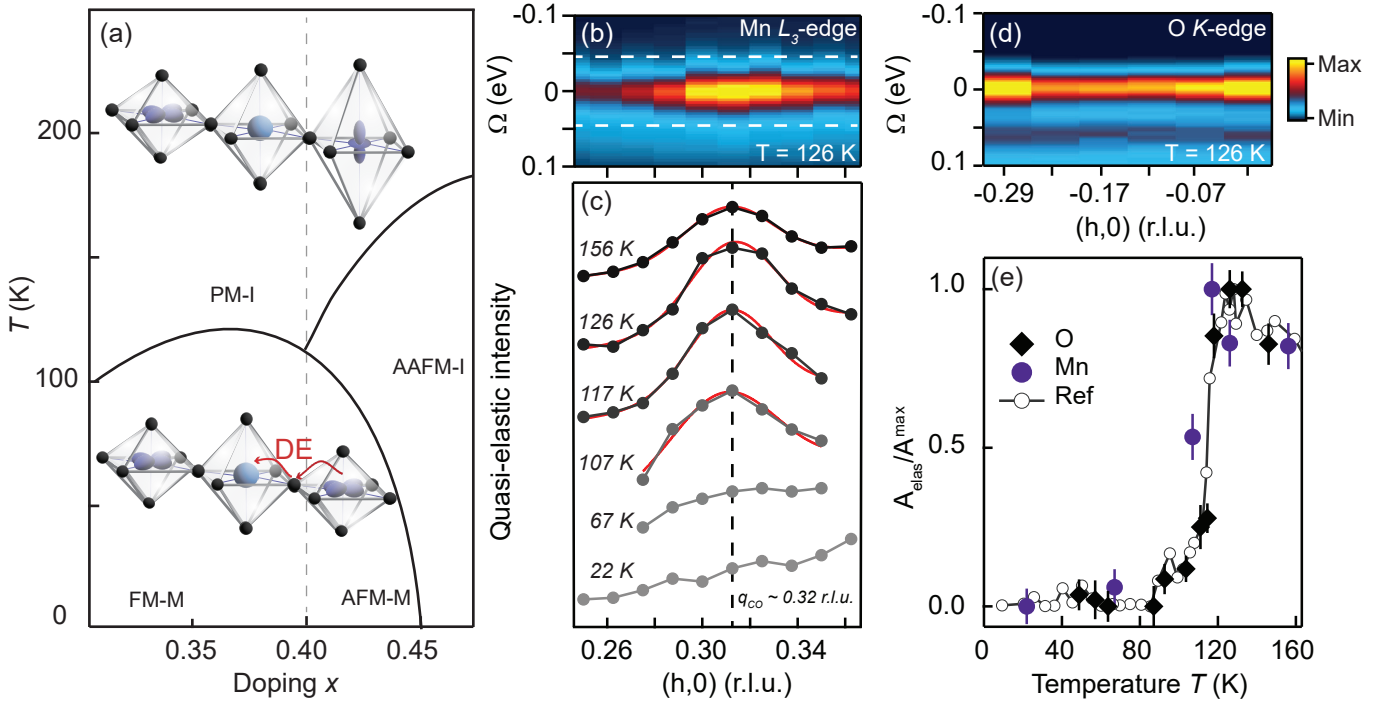 (a)
T (K)
200
100
0
PM-I
AAFM-I
DE
FM-M
AFM-M
0.35
0.40
0.45
Doping x
(b)
Mn L3-edge
T = 126 K
-0.1
0
0.1
Ω (eV)
(c)
156 K
126 K
117 K
107 K
67 K
22 K
qCO ~ 0.32 r.l.u.
Quasi-elastic intensity
0.26
0.30
0.34
(h,0) (r.l.u.)
(d)
O K-edge
T = 126 K
-0.1
0
0.1
Ω (eV)
Max
Min
-0.29
-0.17
-0.07
(h,0) (r.l.u.)
(e)
O
Mn
Ref
1.0
0.5
0.0
Aelas/Amax
0
40
80
120
160
Temperature T (K)